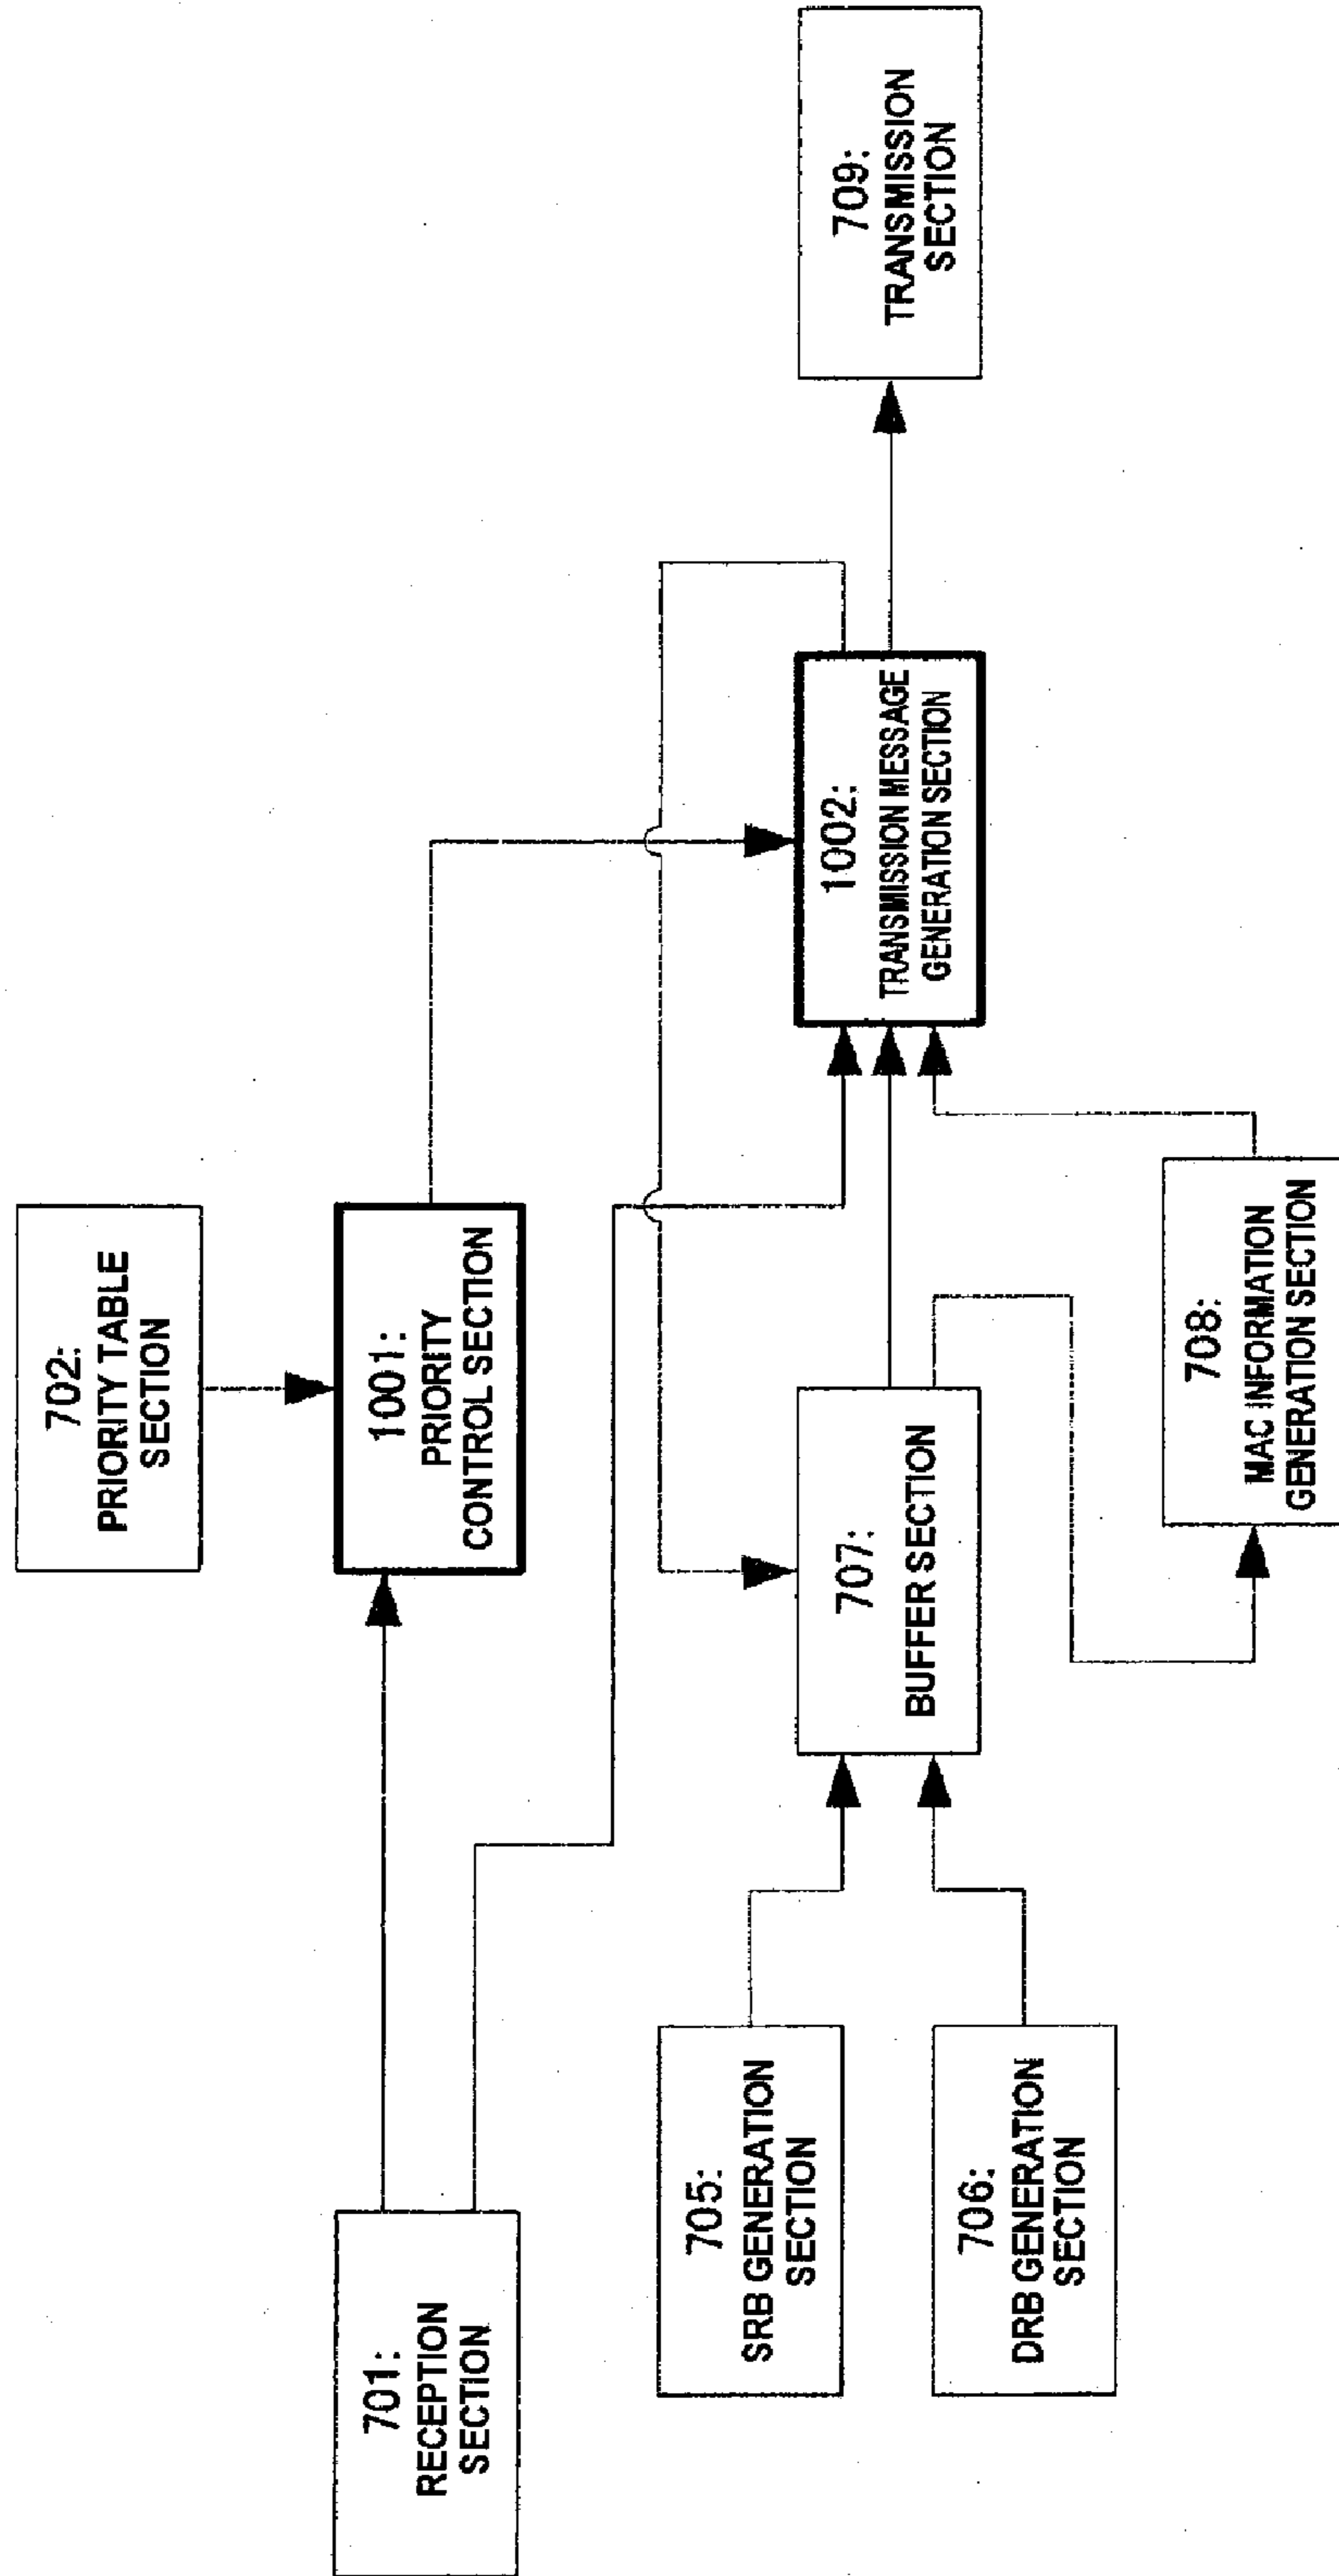 702:
PRIORITY TABLE
SECTION
701:
RECEPTION
SECTION
1001:
PRIORITY
CONTROL SECTION
705:
SRB GENERATION
SECTION
706:
DRB GENERATION
SECTION
707:
BUFFER SECTION
708:
MAC INFORMATION
GENERATION SECTION
1002:
TRANSMISSION MESSAGE
GENERATION SECTION
709:
TRANSMISSION
SECTION